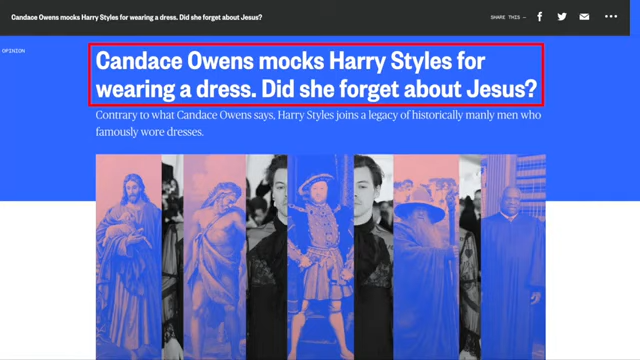 Candace Owens mocks Harry Styles for wearing a dress. Did she forget about Jesus?
SHARE THIS —
OPINION
Candace Owens mocks Harry Styles for
wearing a dress. Did she forget about Jesus?
Contrary to what Candace Owens says, Harry Styles joins a legacy of historically manly men who
famously wore dresses.